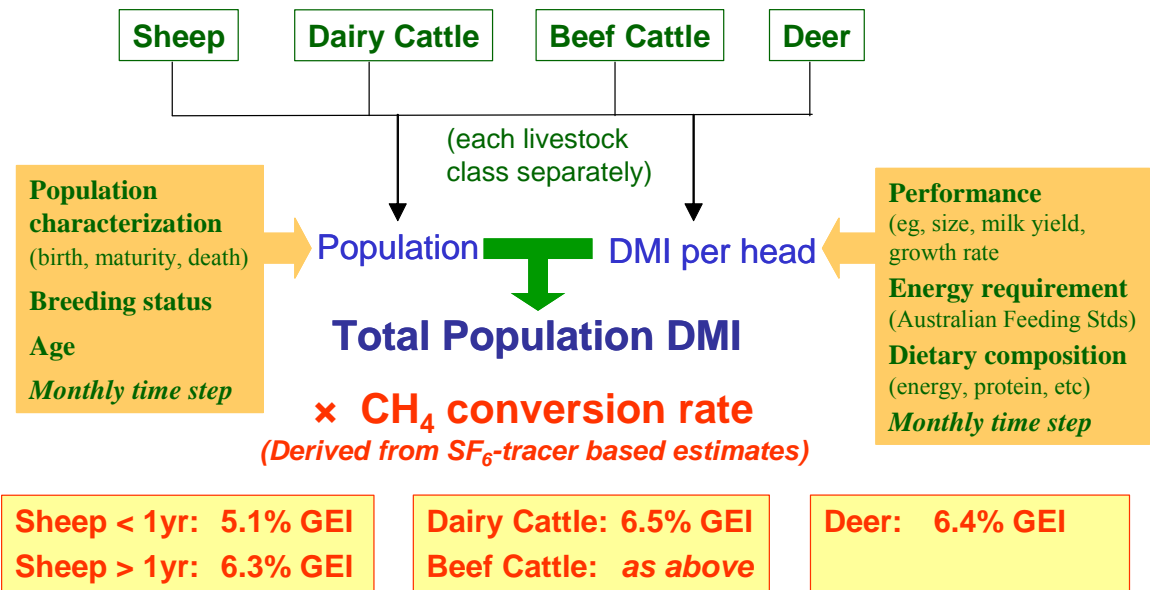 Sheep
Dairy Cattle
Beef Cattle
Deer
(each livestock
class separately)
Population
characterization
(birth, maturity, death)
Breeding status
Age
Monthly time step
Population
DMI per head
Performance
(eg, size, milk yield,
growth rate
Energy requirement
(Australian Feeding Stds)
Dietary composition
(energy, protein, etc)
Monthly time step
Total Population DMI
× CH₄ conversion rate
(Derived from SF₆-tracer based estimates)
Sheep < 1yr: 5.1% GEI
Sheep > 1yr: 6.3% GEI
Dairy Cattle: 6.5% GEI
Beef Cattle: as above
Deer: 6.4% GEI